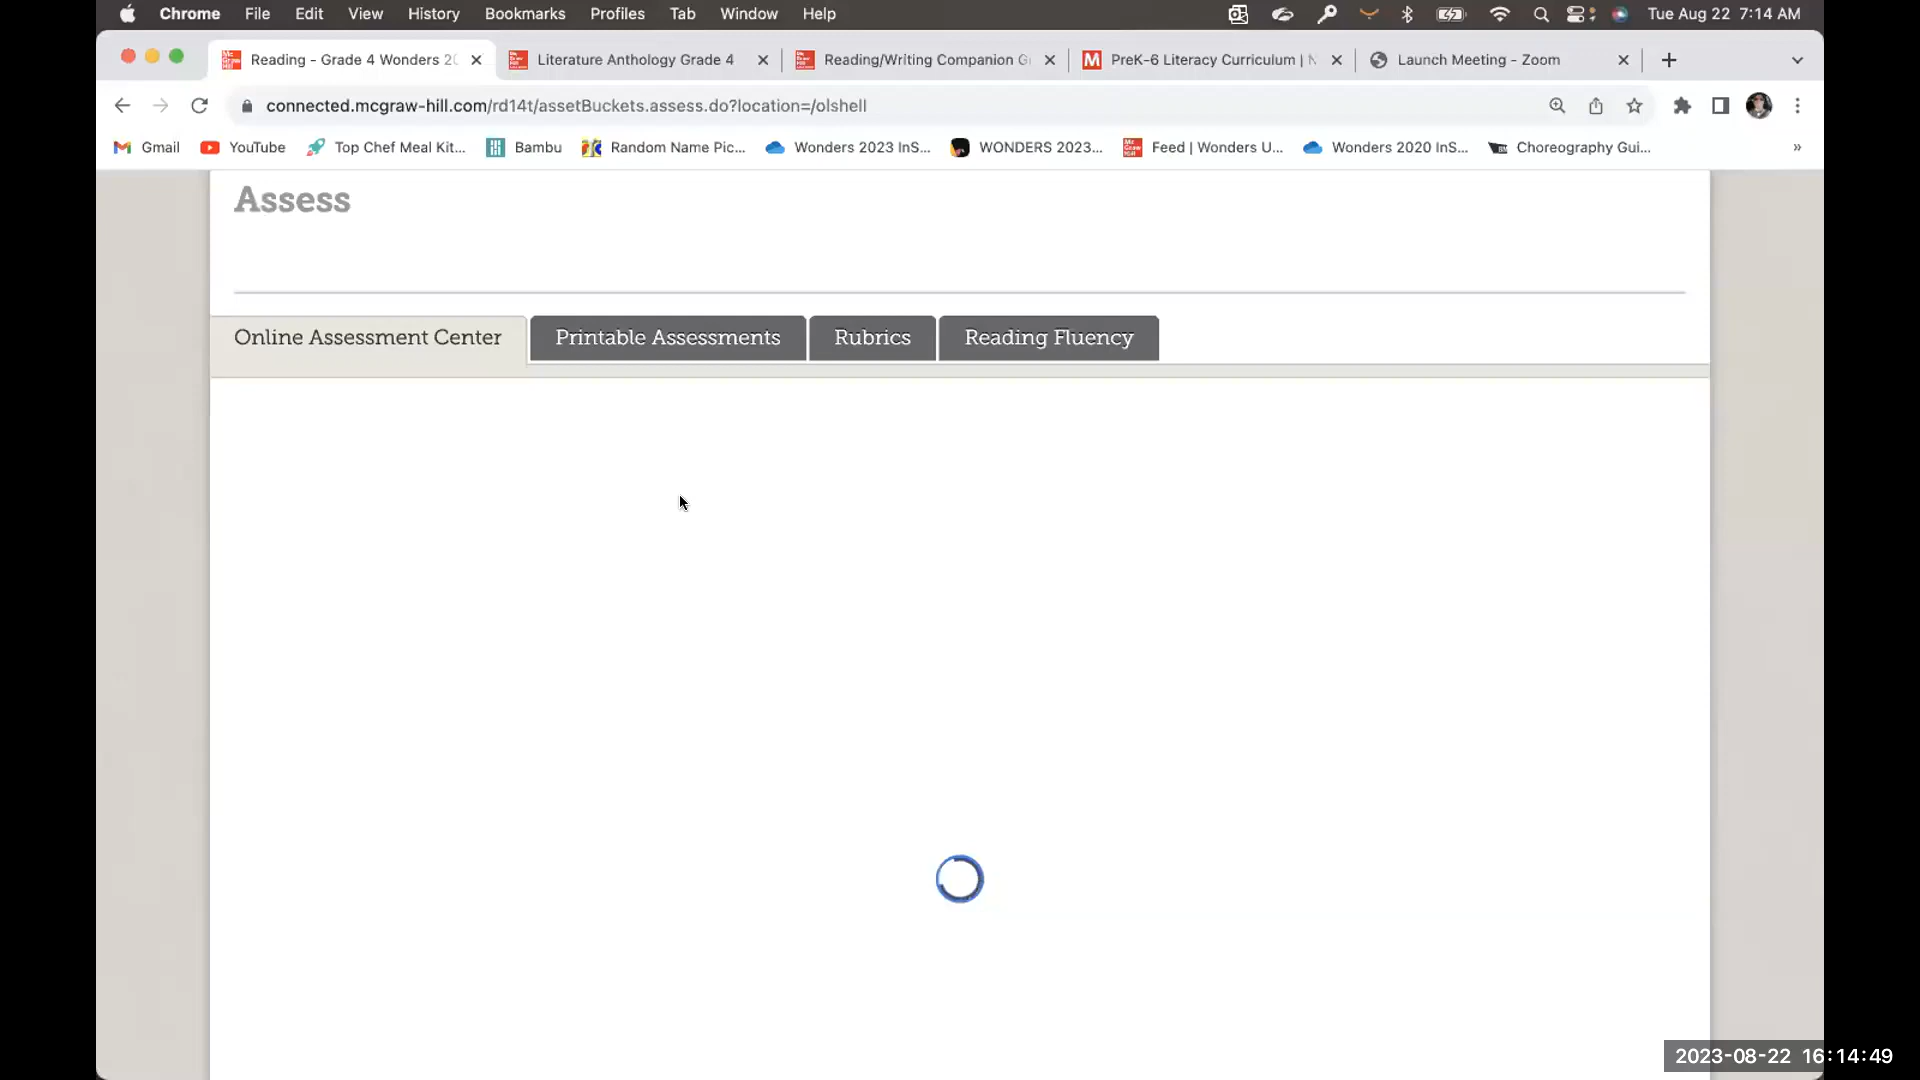 Chrome File Edit View History Bookmarks Profiles Tab Window Help Tue Aug 22 7:14 AM
Reading - Grade 4 Wonders 20 Literature Anthology Grade 4 Reading/Writing Companion G PreK-6 Literacy Curriculum | Launch Meeting - Zoom
connected.mcgraw-hill.com/rd14t/assetBuckets.assess.do?location=/olshell
Gmail YouTube Top Chef Meal Kit... Bambu Random Name Pic... Wonders 2023 InS... WONDERS 2023... Feed | Wonders U... Wonders 2020 InS... Choreography Gui... »
Assess
Online Assessment Center Printable Assessments Rubrics Reading Fluency
2023-08-22 16:14:49